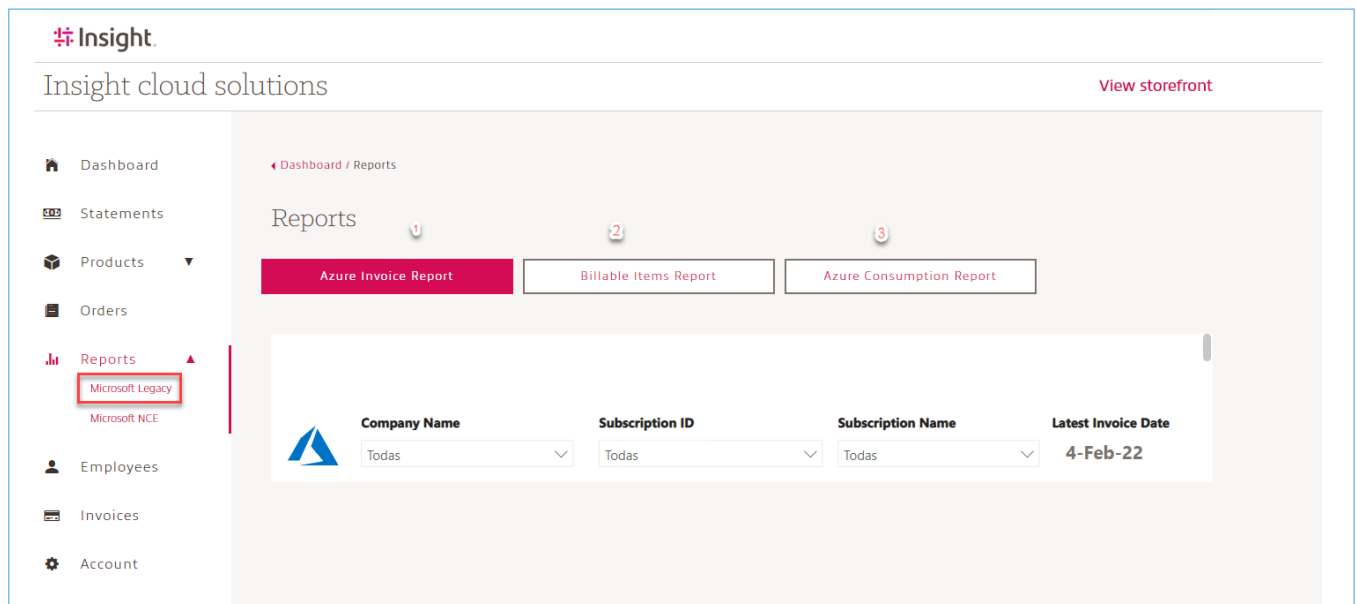 Insight.
Insight cloud solutions
View storefront
Dashboard
Statements
Products
Orders
Reports
Microsoft Legacy
Microsoft NCE
Employees
Invoices
Account
Dashboard / Reports
Reports
1
2
3
Azure Invoice Report
Billable Items Report
Azure Consumption Report
Company Name
Todas
Subscription ID
Todas
Subscription Name
Todas
Latest Invoice Date
4-Feb-22